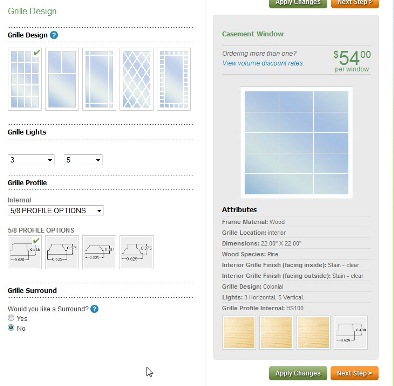 Grille Design
Grille Design ?
Grille Lights
3 5
Grille Profile
Internal
5/8 PROFILE OPTIONS
5/8 PROFILE OPTIONS
Grille Surround
Would you like a Surround? ?
Yes
No
Apply Changes Next Step >
Casement Window
Ordering more than one?
View volume discount rates.
$54.00
per window
Attributes
Frame Material: Wood
Grille Location: interior
Dimensions: 22.00" X 22.00"
Wood Species: Pine
Interior Grille Finish (facing inside): Stain - clear
Interior Grille Finish (facing outside): Stain - clear
Grille Design: Colonial
Lights: 3 Horizontal, 5 Vertical
Grille Profile Internal: HS100
Apply Changes Next Step >